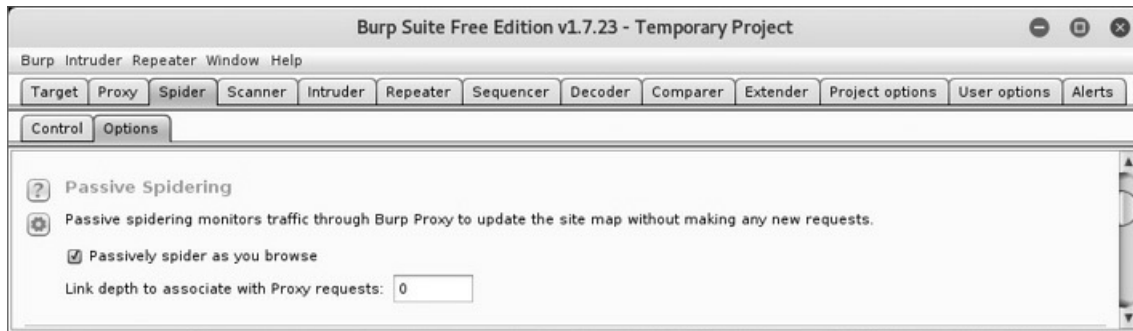 Burp Suite Free Edition v1.7.23 - Temporary Project
Burp Intruder Repeater Window Help
Target Proxy Spider Scanner Intruder Repeater Sequencer Decoder Comparer Extender Project options User options Alerts
Control Options
? Passive Spidering
Passive spidering monitors traffic through Burp Proxy to update the site map without making any new requests.
Passively spider as you browse
Link depth to associate with Proxy requests: 0